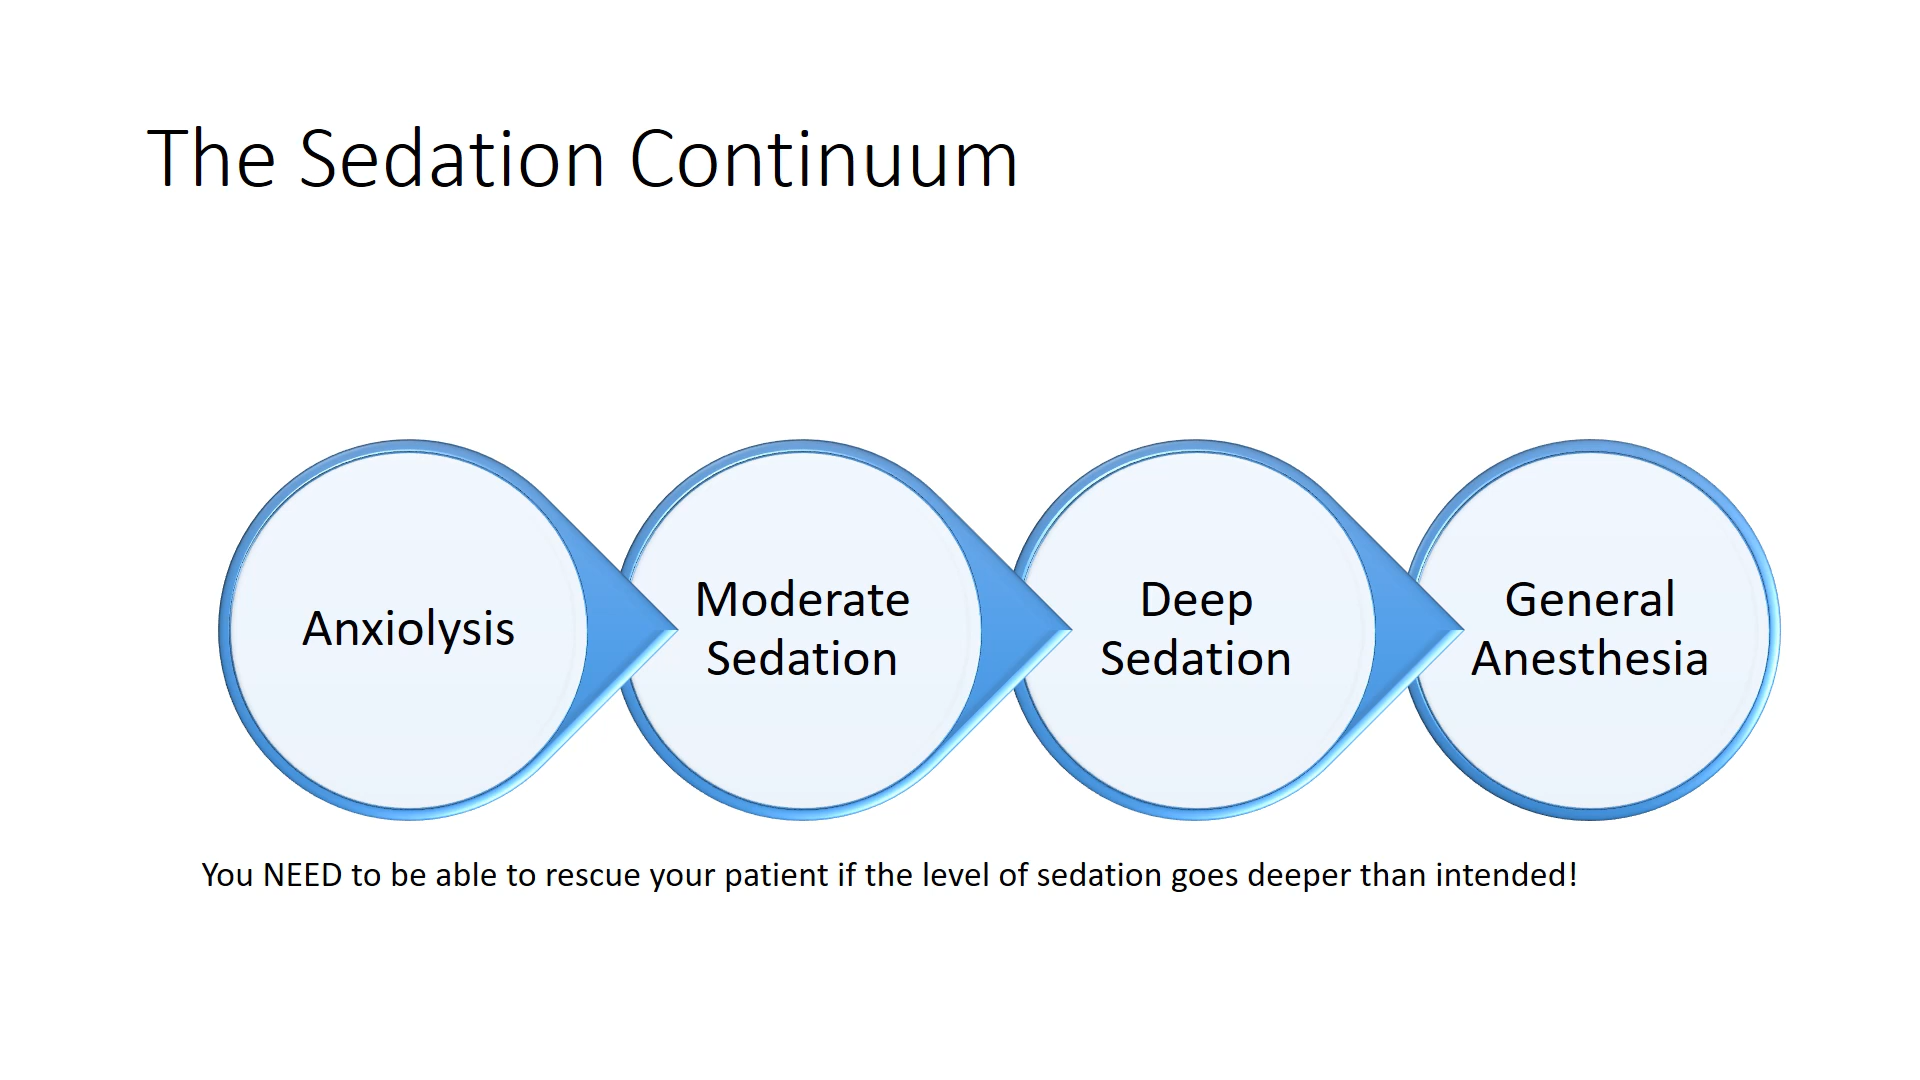 The Sedation Continuum
Anxiolysis
Moderate
Sedation
Deep
Sedation
General
Anesthesia
You NEED to be able to rescue your patient if the level of sedation goes deeper than intended!